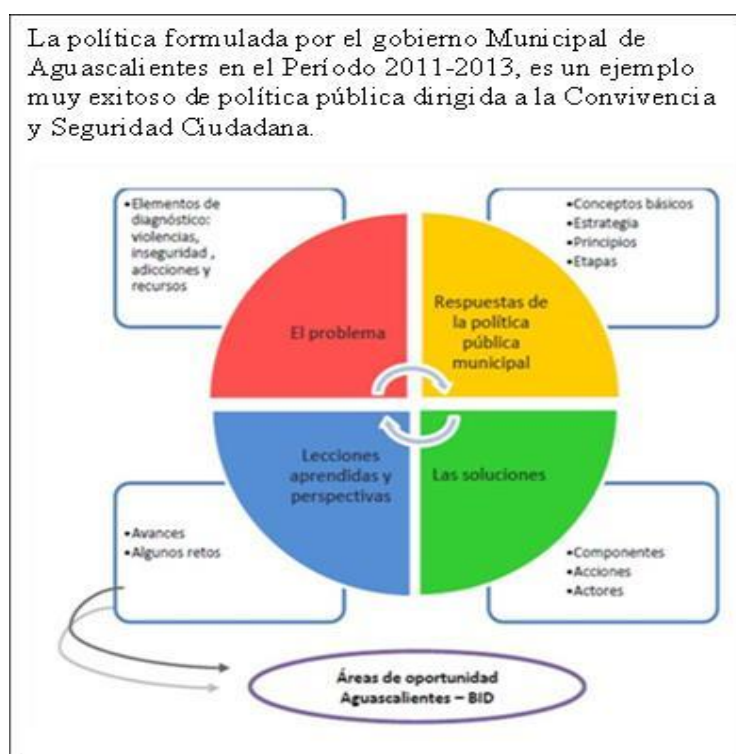 La política formulada por el gobierno Municipal de
Aguascalientes en el Período 2011-2013, es un ejemplo
muy exitoso de política pública dirigida a la Convivencia
y Seguridad Ciudadana.
•Elementos de
diagnóstico:
violencias,
inseguridad ,
adicciones y
recursos
•Conceptos básicos
•Estrategia
•Principios
•Etapas
El problema
Respuestas de
la política
pública
municipal
Lecciones
aprendidas y
perspectivas
Las soluciones
•Avances
•Algunos retos
•Componentes
•Acciones
•Actores
Áreas de oportunidad
Aguascalientes – BID